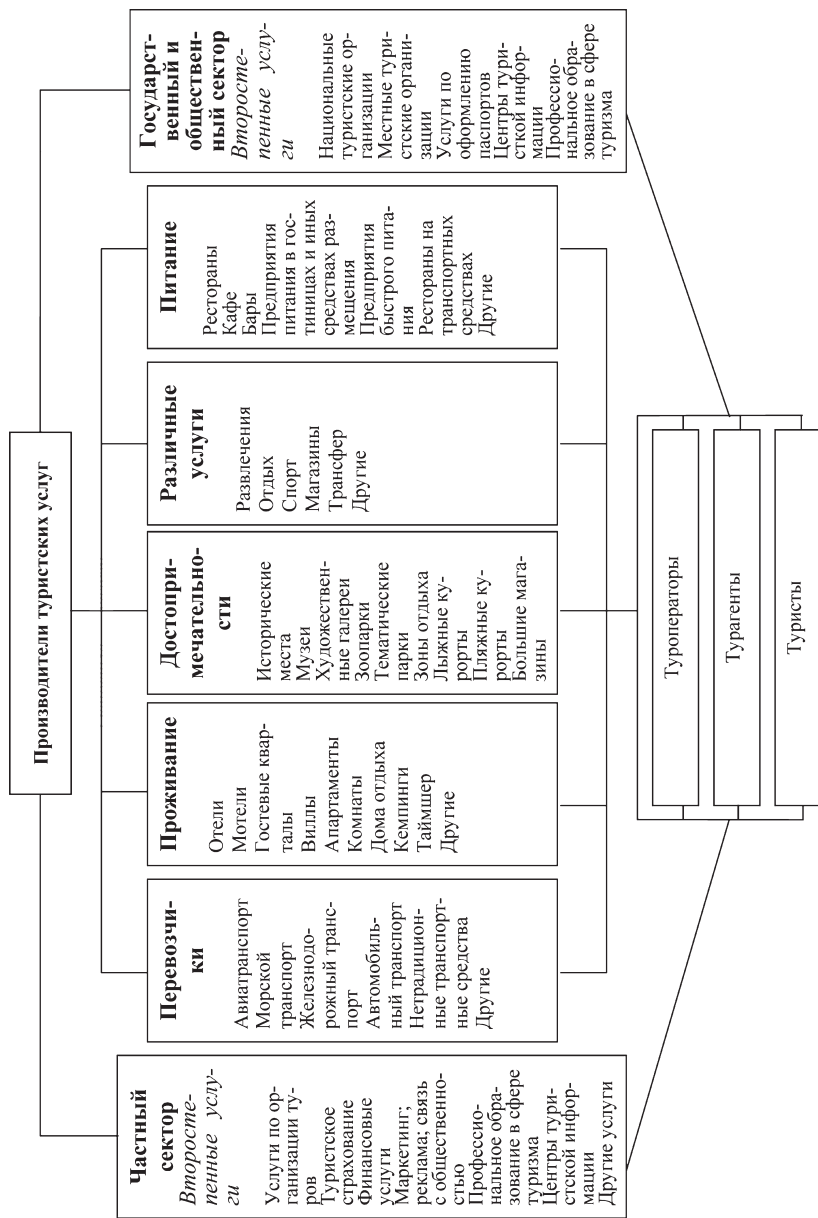 Производители туристских услуг
Частный
сектор
Второсте-
пенные услу-
ги
Услуги по ор-
ганизации ту-
ров
Туристское
страхование
Финансовые
услуги
Маркетинг;
реклама; связь
с общественно-
стью
Профессио-
нальное обра-
зование в сфере
туризма
Центры тури-
стской инфор-
мации
Другие услуги
Перевозчи-
ки
Авиатранспорт
Морской
транспорт
Железнодо-
рожный транс-
порт
Автомобиль-
ный транспорт
Нетрадицион-
ные транспорт-
ные средства
Другие
Проживание
Отели
Мотели
Гостевые квар-
талы
Виллы
Апартаменты
Комнаты
Дома отдыха
Кемпинги
Таймшер
Другие
Достопри-
мечательно-
сти
Исторические
места
Музеи
Художествен-
ные галереи
Зоопарки
Тематические
парки
Зоны отдыха
Лыжные ку-
рорты
Пляжные ку-
рорты
Большие мага-
зины
Различные
услуги
Развлечения
Отдых
Спорт
Магазины
Трансфер
Другие
Питание
Рестораны
Кафе
Бары
Предприятия
питания в гос-
тиницах и иных
средствах раз-
мещения
Предприятия
быстрого пита-
ния
Рестораны на
транспортных
средствах
Другие
Государст-
венный и
обществен-
ный сектор
Второсте-
пенные услу-
ги
Национальные
туристские ор-
ганизации
Местные тури-
стские органи-
зации
Услуги по
оформлению
паспортов
Центры тури-
сткой инфор-
мации
Профессио-
нальное обра-
зование в сфере
туризма
Туроператоры
Турагенты
Туристы